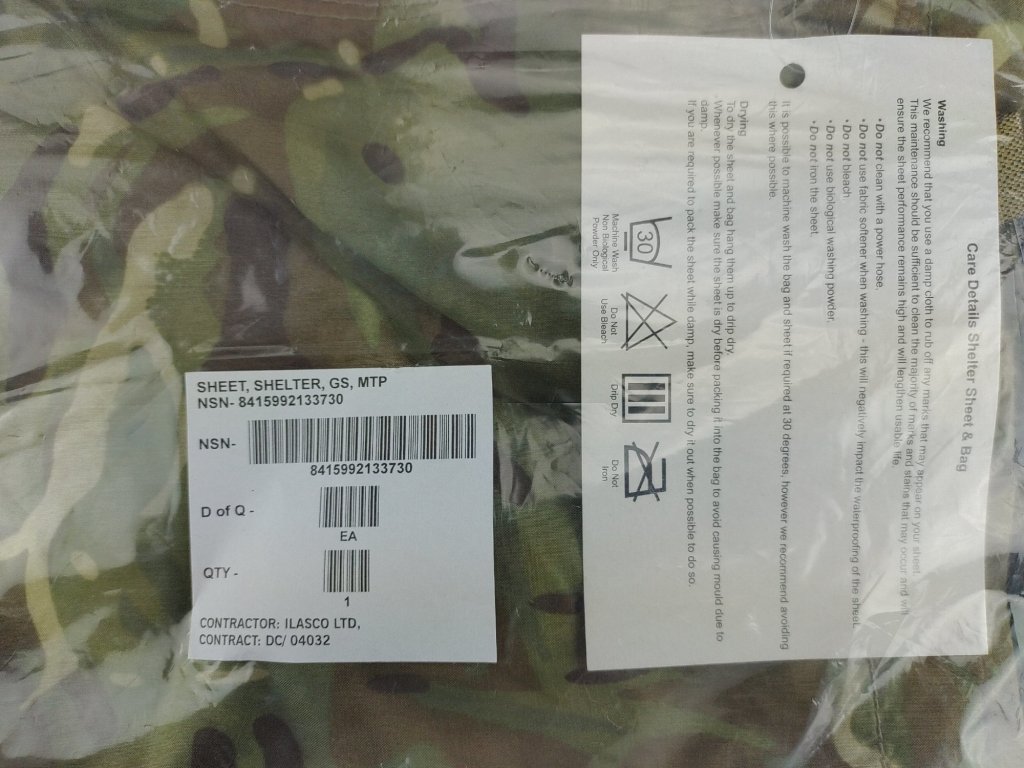 SHEET, SHELTER, GS, MTP
NSN- 8415992133730
NSN-
8415992133730
D of Q -
EA
QTY -
1
CONTRACTOR: ILASCO LTD,
CONTRACT: DC/ 04032
Care Details Shelter Sheet & Bag
Washing
We recommend that you use a damp cloth to rub off any marks that may appear on your sheet.
This maintenance should be sufficient to clean the majority of marks and stains that may occur and will
ensure the sheet performance remains high and will lengthen usable life.
•Do not clean with a power hose.
•Do not use fabric softener when washing - this will negatively impact the waterproofing of the sheet.
•Do not bleach
•Do not use biological washing powder.
•Do not iron the sheet.
It is possible to machine wash the bag and sheet if required at 30 degrees, however we recommend avoiding
this where possible.
Drying
To dry the sheet and bag hang them up to drip dry.
Whenever possible make sure the sheet is dry before packing it into the bag to avoid causing mould due to
damp.
If you are required to pack the sheet while damp, make sure to dry it out when possible to do so.
30
Machine Wash
Non Biological
Powder Only
Do Not
Use Bleach
Drip Dry
Do Not
Iron